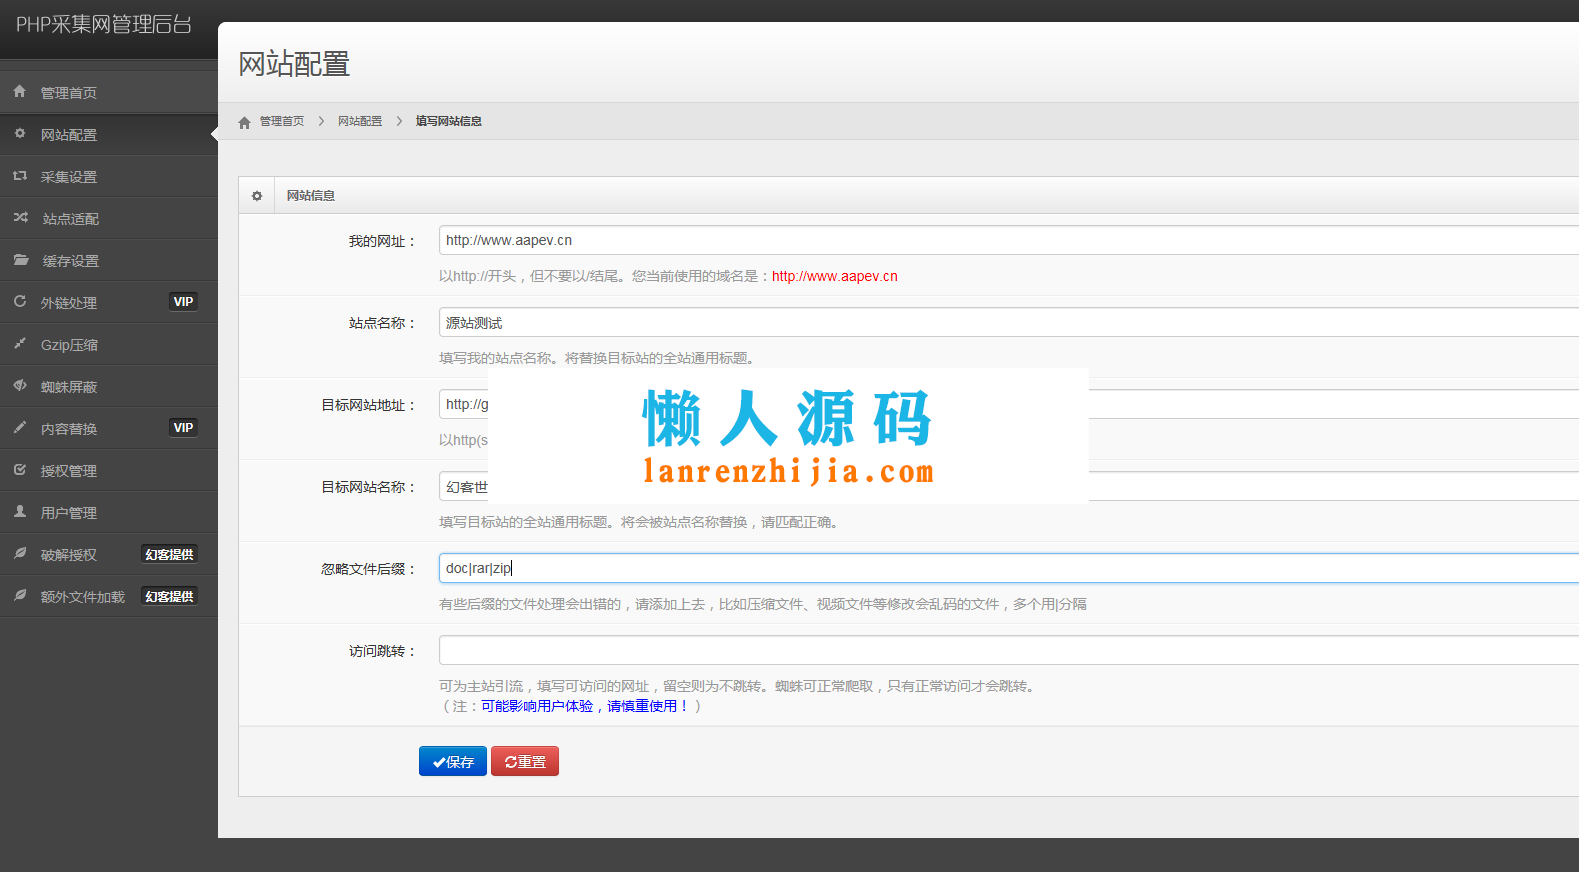 PHP采集网管理后台
管理首页
网站配置
采集设置
站点适配
缓存设置
外链处理 VIP
Gzip压缩
蜘蛛屏蔽
内容替换 VIP
授权管理
用户管理
破解授权 幻客提供
额外文件加载 幻客提供
网站配置
管理首页 网站配置 填写网站信息
网站信息
我的网址： http://www.aapev.cn
以http://开头，但不要以/结尾。您当前使用的域名是：http://www.aapev.cn
站点名称： 源站测试
填写我的站点名称。将替换目标站的全站通用标题。
目标网站地址： http://g
以http(s
懒人源码
lanrenzhijia.com
目标网站名称： 幻客世
填写目标站的全站通用标题。将会被站点名称替换，请匹配正确。
忽略文件后缀： doc|rar|zip
有些后缀的文件处理会出错的，请添加上去，比如压缩文件、视频文件等修改会乱码的文件，多个用|分隔
访问跳转：
可为主站引流，填写可访问的网址，留空则为不跳转。蜘蛛可正常爬取，只有正常访问才会跳转。
（注：可能影响用户体验，请慎重使用！）
保存 重置